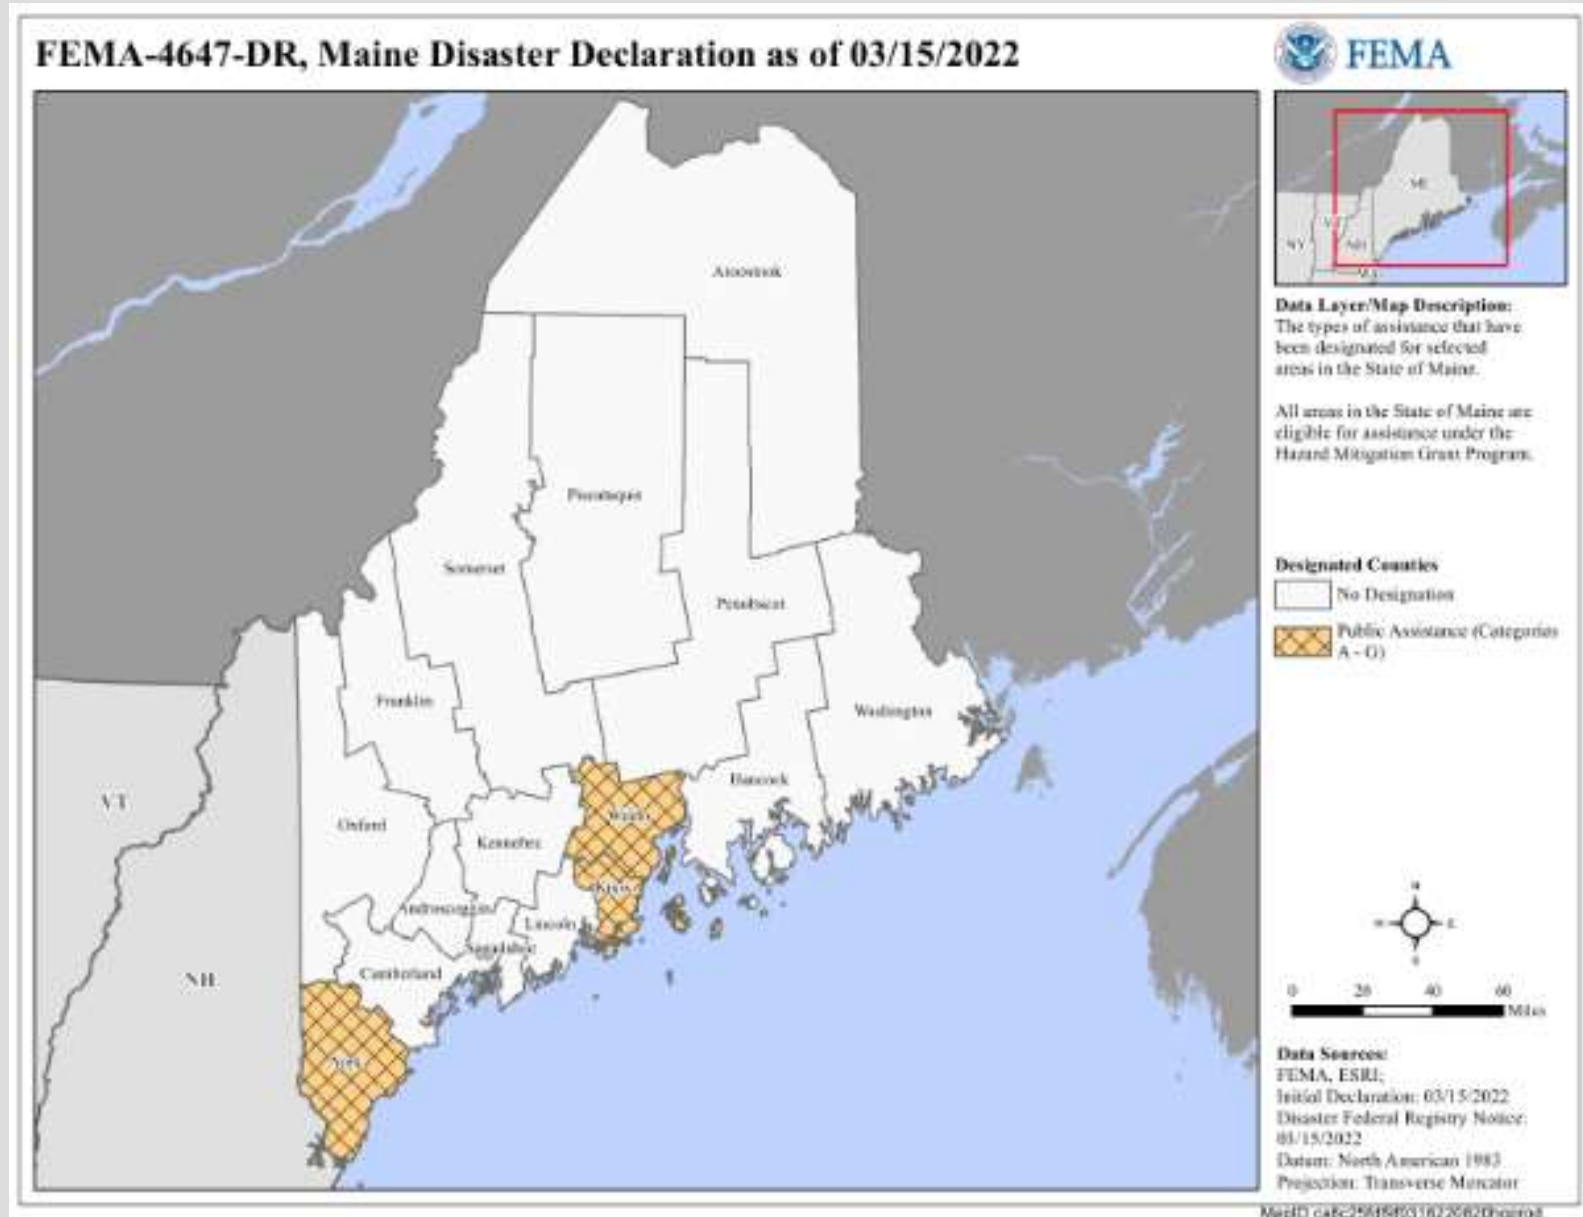 FEMA-4647-DR, Maine Disaster Declaration as of 03/15/2022
FEMA
ME
VT
NY
NH
MA
Aroostook
Piscataquis
Somerset
Penobscot
Franklin
Washington
Hancock
VT
Waldo
Oxford
Kennebec
Knox
Androscoggin
Lincoln
Sagadahoc
Cumberland
NH
York
Data Layer/Map Description:
The types of assistance that have
been designated for selected
areas in the State of Maine.
All areas in the State of Maine are
eligible for assistance under the
Hazard Mitigation Grant Program.
Designated Counties
No Designation
Public Assistance (Categories
A - G)
N
W
E
S
0 20 40 60
Miles
Data Sources:
FEMA, ESRI;
Initial Declaration: 03/15/2022
Disaster Federal Registry Notice:
03/15/2022
Datum: North American 1983
Projection: Transverse Mercator
MapID